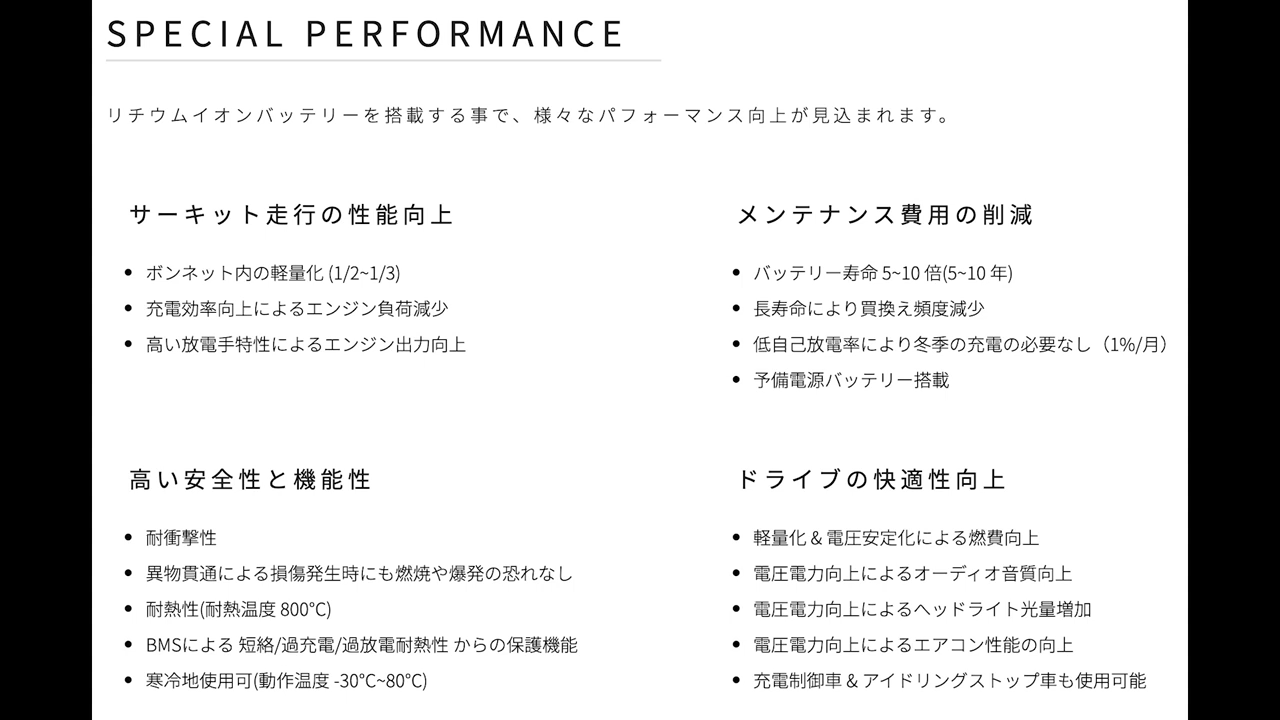 SPECIAL PERFORMANCE
リチウムイオンバッテリーを搭載する事で、様々なパフォーマンス向上が見込まれます。
サーキット走行の性能向上
• ボンネット内の軽量化 (1/2~1/3)
• 充電効率向上によるエンジン負荷減少
• 高い放電手特性によるエンジン出力向上
メンテナンス費用の削減
• バッテリー寿命 5~10 倍(5~10 年)
• 長寿命により買換え頻度減少
• 低自己放電率により冬季の充電の必要なし（1%/月）
• 予備電源バッテリー搭載
高い安全性と機能性
• 耐衝撃性
• 異物貫通による損傷発生時にも燃焼や爆発の恐れなし
• 耐熱性(耐熱温度 800°C)
• BMSによる 短絡/過充電/過放電耐熱性 からの保護機能
• 寒冷地使用可(動作温度 -30°C~80°C)
ドライブの快適性向上
• 軽量化 & 電圧安定化による燃費向上
• 電圧電力向上によるオーディオ音質向上
• 電圧電力向上によるヘッドライト光量増加
• 電圧電力向上によるエアコン性能の向上
• 充電制御車 & アイドリングストップ車も使用可能